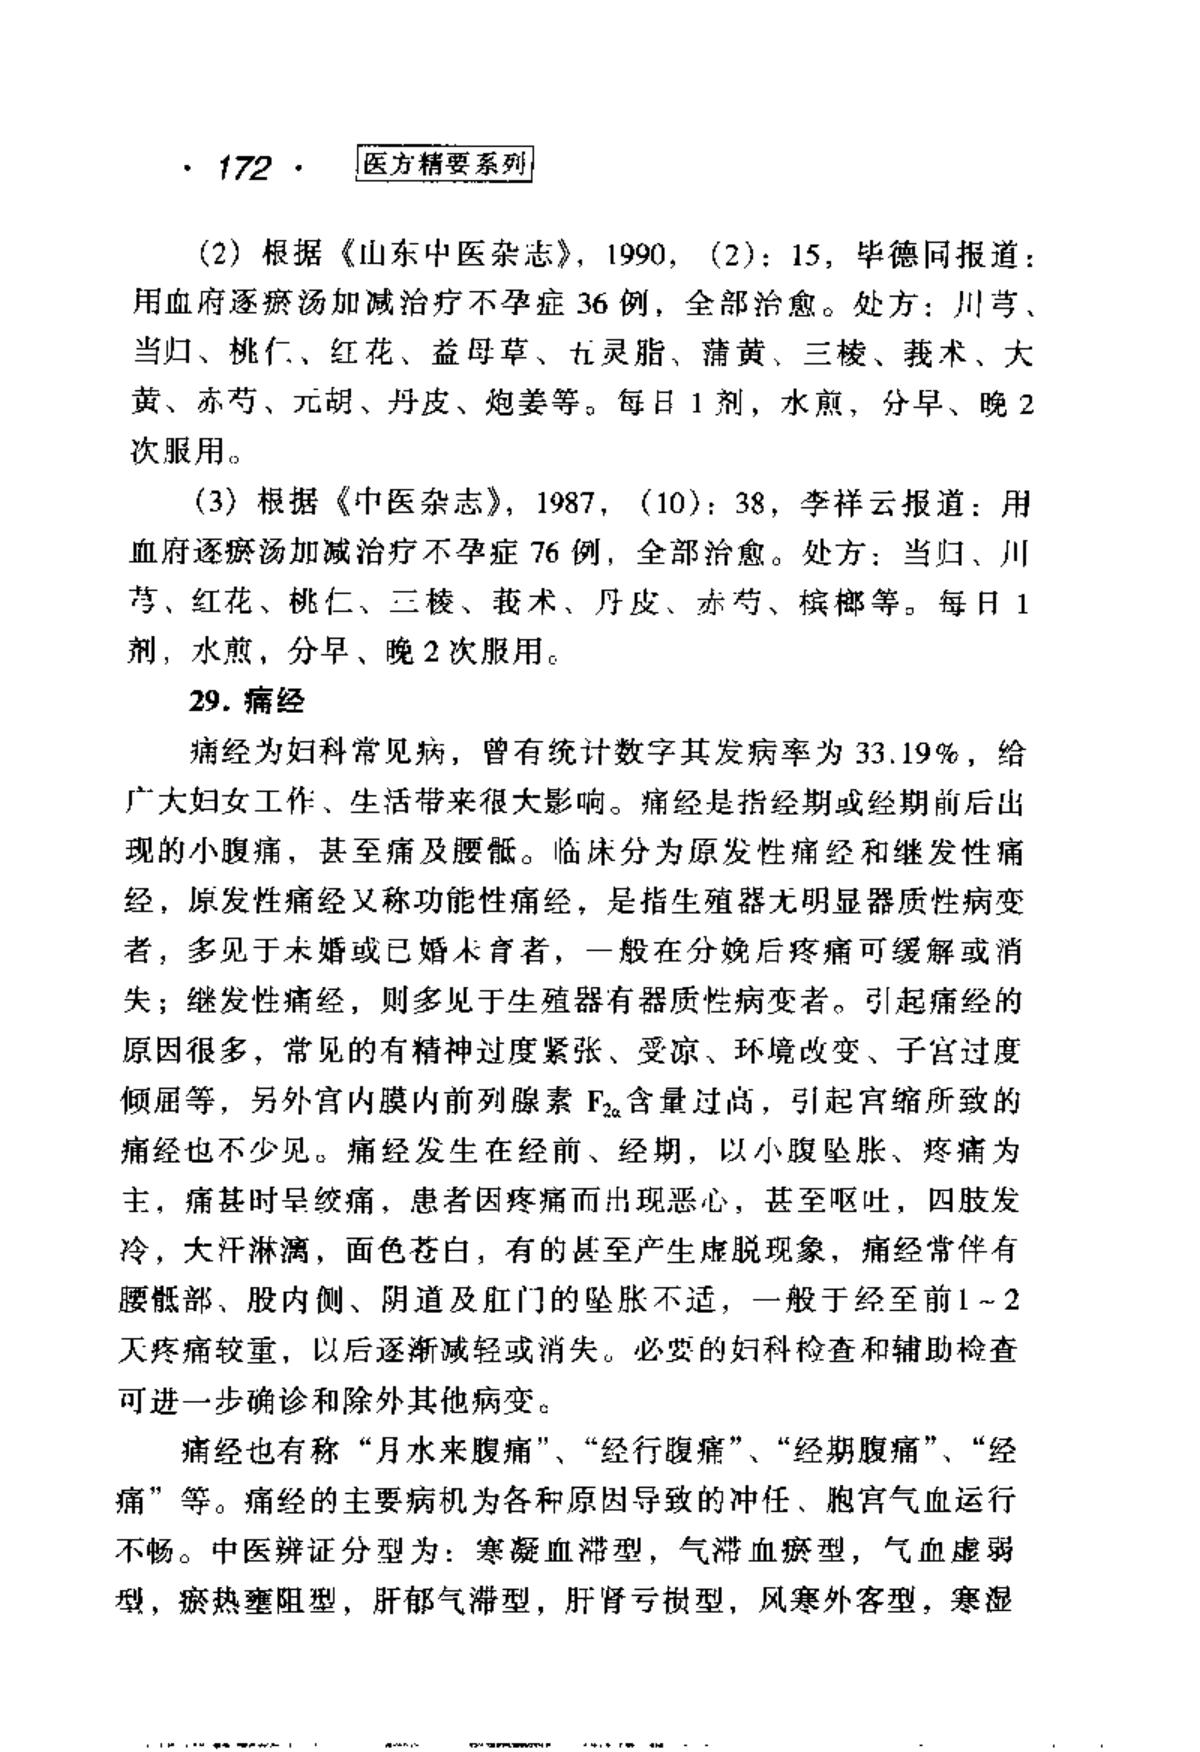 · 172 · 医方精要系列
（2）根据《山东中医杂志》，1990，（2）：15，毕德同报道：
用血府逐瘀汤加减治疗不孕症 36 例，全部治愈。处方：川芎、
当归、桃仁、红花、益母草、五灵脂、蒲黄、三棱、莪术、大
黄、赤芍、元胡、丹皮、炮姜等。每日 1 剂，水煎，分早、晚 2
次服用。
（3）根据《中医杂志》，1987，（10）：38，李祥云报道：用
血府逐瘀汤加减治疗不孕症 76 例，全部治愈。处方：当归、川
芎、红花、桃仁、三棱、莪术、丹皮、赤芍、槟榔等。每日 1
剂，水煎，分早、晚 2 次服用。
29. 痛经
痛经为妇科常见病，曾有统计数字其发病率为 33.19%，给
广大妇女工作、生活带来很大影响。痛经是指经期或经期前后出
现的小腹痛，甚至痛及腰骶。临床分为原发性痛经和继发性痛
经，原发性痛经又称功能性痛经，是指生殖器无明显器质性病变
者，多见于未婚或已婚未育者，一般在分娩后疼痛可缓解或消
失；继发性痛经，则多见于生殖器有器质性病变者。引起痛经的
原因很多，常见的有精神过度紧张、受凉、环境改变、子宫过度
倾屈等，另外宫内膜内前列腺素 F₂α含量过高，引起宫缩所致的
痛经也不少见。痛经发生在经前、经期，以小腹坠胀、疼痛为
主，痛甚时呈绞痛，患者因疼痛而出现恶心，甚至呕吐，四肢发
冷，大汗淋漓，面色苍白，有的甚至产生虚脱现象，痛经常伴有
腰骶部、股内侧、阴道及肛门的坠胀不适，一般于经至前1～2
天疼痛较重，以后逐渐减轻或消失。必要的妇科检查和辅助检查
可进一步确诊和除外其他病变。
痛经也有称“月水来腹痛”、“经行腹痛”、“经期腹痛”、“经
痛”等。痛经的主要病机为各种原因导致的冲任、胞宫气血运行
不畅。中医辨证分型为：寒凝血滞型，气滞血瘀型，气血虚弱
型，瘀热壅阻型，肝郁气滞型，肝肾亏损型，风寒外客型，寒湿